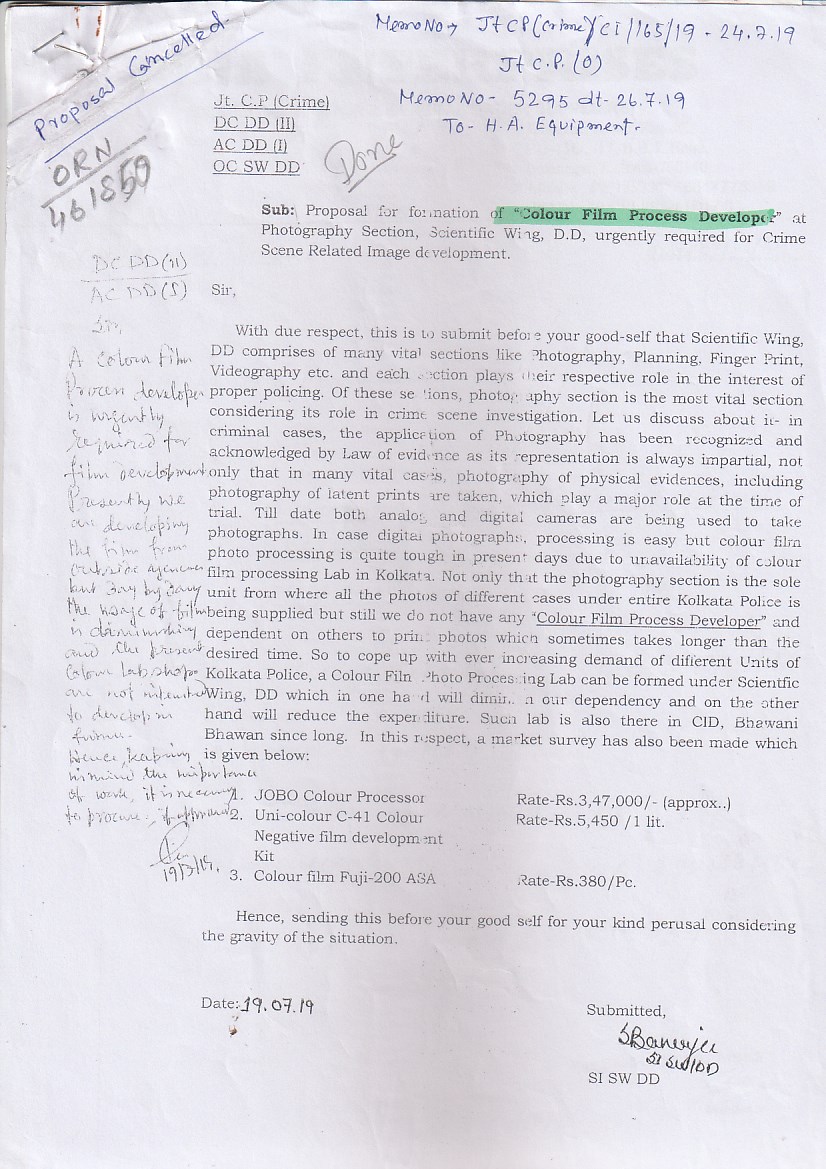 Proposal Cancelled
ORN
461850
Memo No → Jt CP (Crime)/CI/165/19 - 24.7.19
Jt C.P. (O)
Memo No - 5295 dt- 26.7.19
To - H.A. Equipment.
Done
Jt. C.P (Crime)
DC DD (II)
AC DD (I)
OC SW DD
Sub: Proposal for formation of "Colour Film Process Developer" at
Photography Section, Scientific Wing, D.D, urgently required for Crime
Scene Related Image development.
Sir,
With due respect, this is to submit before your good-self that Scientific Wing,
DD comprises of many vital sections like Photography, Planning, Finger Print,
Videography etc. and each section plays their respective role in the interest of
proper policing. Of these sections, photography section is the most vital section
considering its role in crime scene investigation. Let us discuss about it- in
criminal cases, the application of Photography has been recognized and
acknowledged by Law of evidence as its representation is always impartial, not
only that in many vital cases, photography of physical evidences, including
photography of latent prints are taken, which play a major role at the time of
trial. Till date both analog and digital cameras are being used to take
photographs. In case digital photographs, processing is easy but colour film
photo processing is quite tough in present days due to unavailability of colour
film processing Lab in Kolkata. Not only that the photography section is the sole
unit from where all the photos of different cases under entire Kolkata Police is
being supplied but still we do not have any "Colour Film Process Developer" and
dependent on others to print photos which sometimes takes longer than the
desired time. So to cope up with ever increasing demand of different Units of
Kolkata Police, a Colour Film Photo Processing Lab can be formed under Scientfic
Wing, DD which in one hand will diminish our dependency and on the other
hand will reduce the expenditure. Such lab is also there in CID, Bhawani
Bhawan since long. In this respect, a market survey has also been made which
is given below:
1. JOBO Colour Processor Rate-Rs.3,47,000/- (approx..)
2. Uni-colour C-41 Colour Rate-Rs.5,450 /1 lit.
Negative film development
Kit
3. Colour film Fuji-200 ASA Rate-Rs.380/Pc.
Hence, sending this before your good self for your kind perusal considering
the gravity of the situation.
Date: 19.07.19
Submitted,
SBanerjee
SI SW/DD
SI SW DD
DC DD (II)
AC DD (I)
Sir,
A Colour Film
Process developer
is urgently
required for
film development
Presently we
are developing
the film from
outside agencies
but day by day
the usage of film
is diminishing
and the present
Colour lab shops
are not
to develop
Hence, keeping
in mind the importance
of work, it is necessary
to procure, if approved
19/7/19.